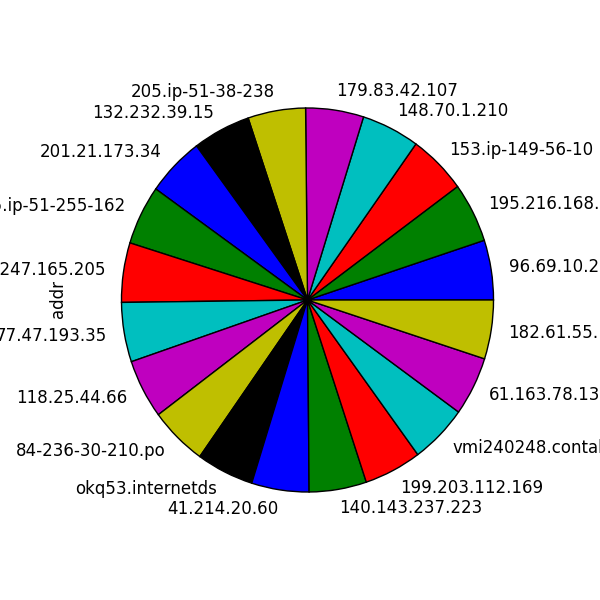 205.ip-51-38-238
179.83.42.107
132.232.39.15
148.70.1.210
201.21.173.34
153.ip-149-56-10
.ip-51-255-162
195.216.168.
247.165.205
96.69.10.2
addr
77.47.193.35
182.61.55.
118.25.44.66
61.163.78.13
84-236-30-210.po
vmi240248.contal
okq53.internetds
199.203.112.169
41.214.20.60
140.143.237.223